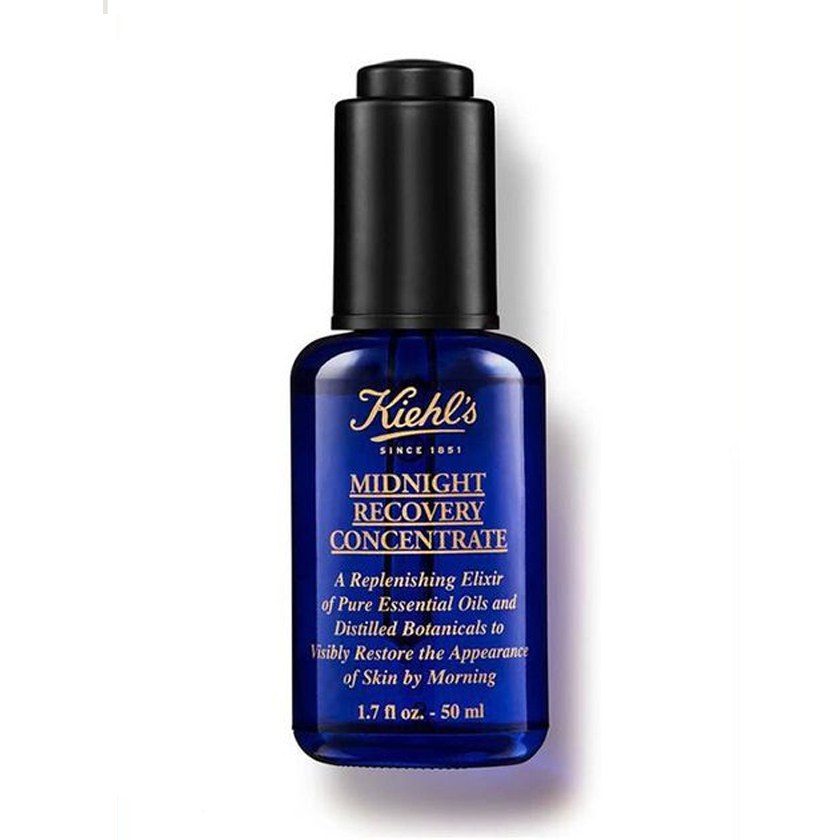 Kiehl's
SINCE 1851
MIDNIGHT
RECOVERY
CONCENTRATE
A Replenishing Elixir
of Pure Essential Oils and
Distilled Botanicals to
Visibly Restore the Appearance
of Skin by Morning
1.7 fl oz. - 50 ml